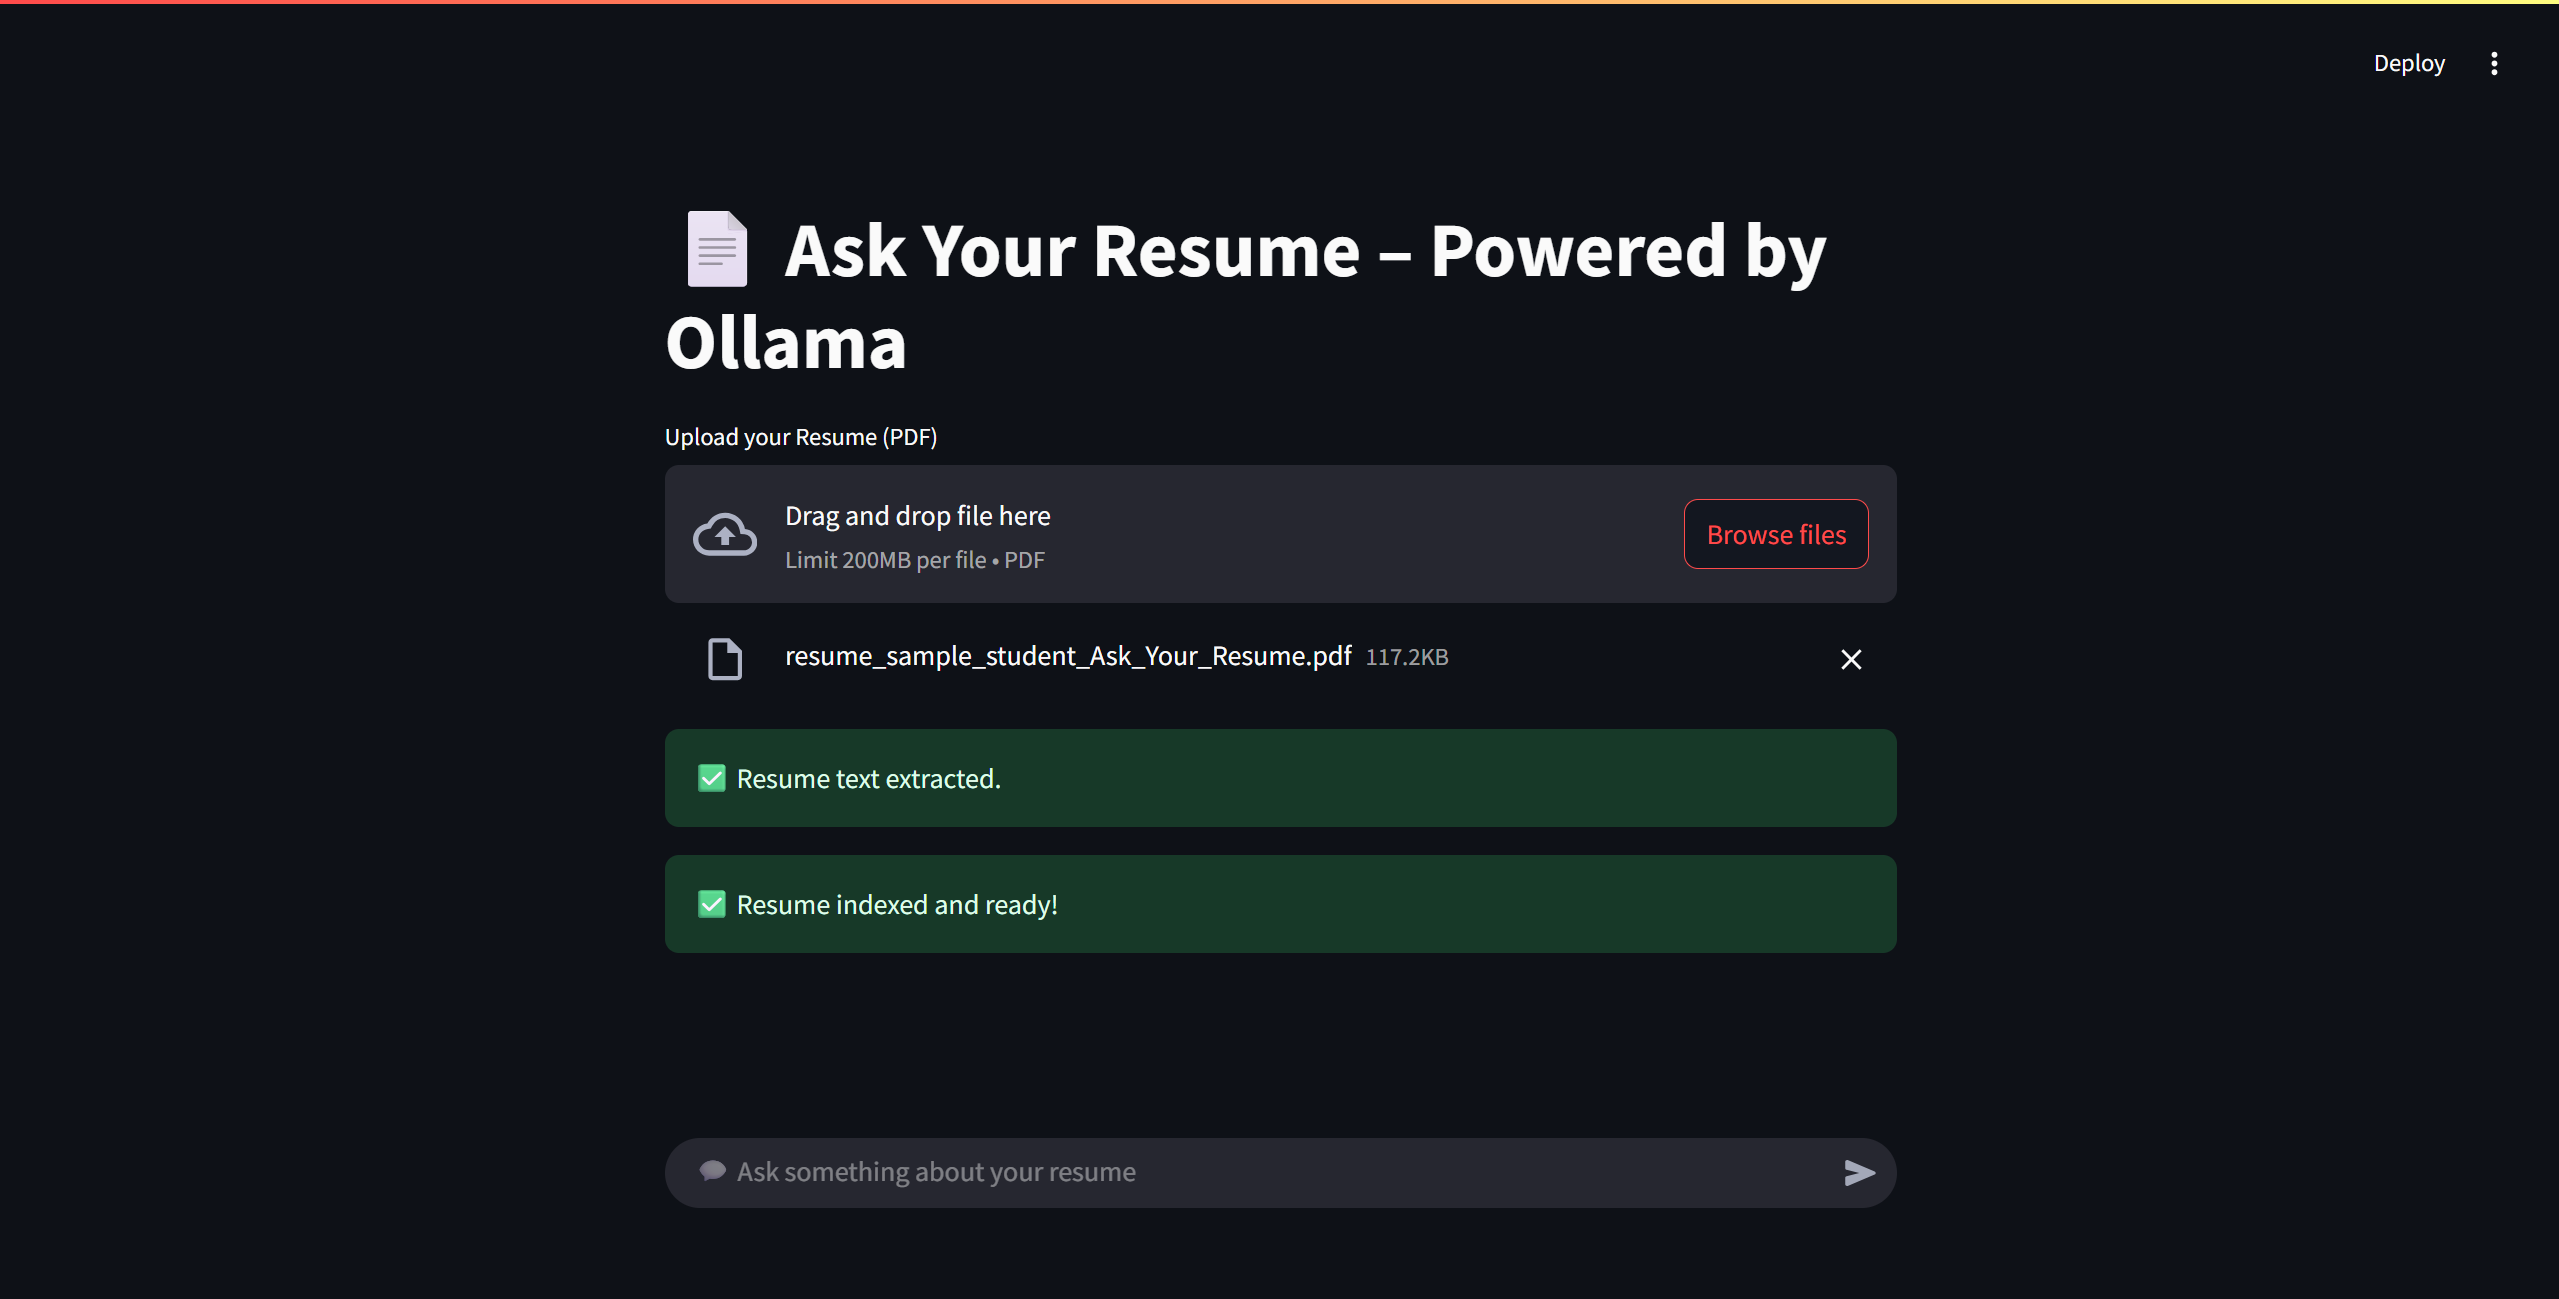 Deploy
Ask Your Resume – Powered by
Ollama
Upload your Resume (PDF)
Drag and drop file here
Limit 200MB per file • PDF
Browse files
resume_sample_student_Ask_Your_Resume.pdf 117.2KB
Resume text extracted.
Resume indexed and ready!
Ask something about your resume